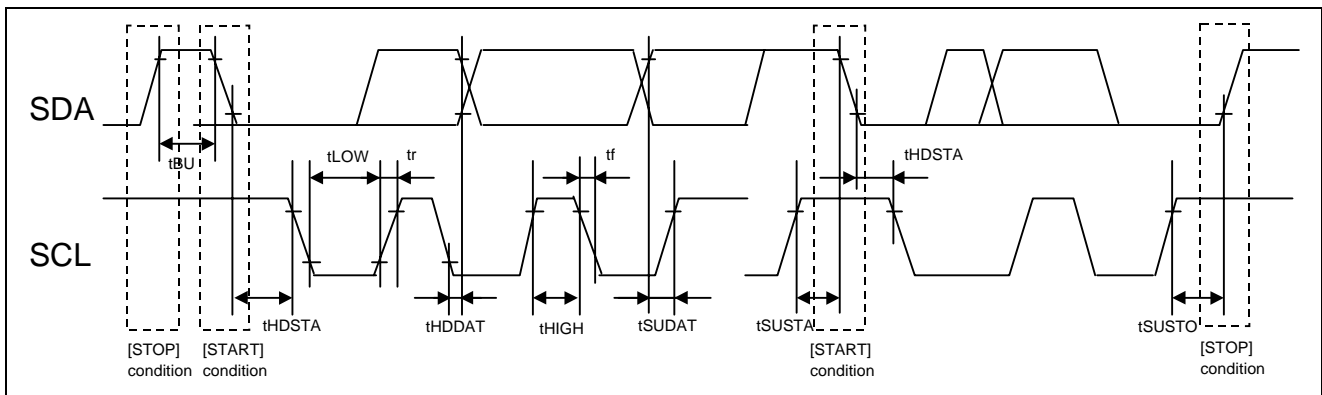 SDA
tBU
tLOW
tr
tf
tHDSTA
SCL
tHDSTA
tHDDAT
tHIGH
tSUDAT
tSUSTA
tSUSTO
[STOP]
condition
[START]
condition
[START]
condition
[STOP]
condition